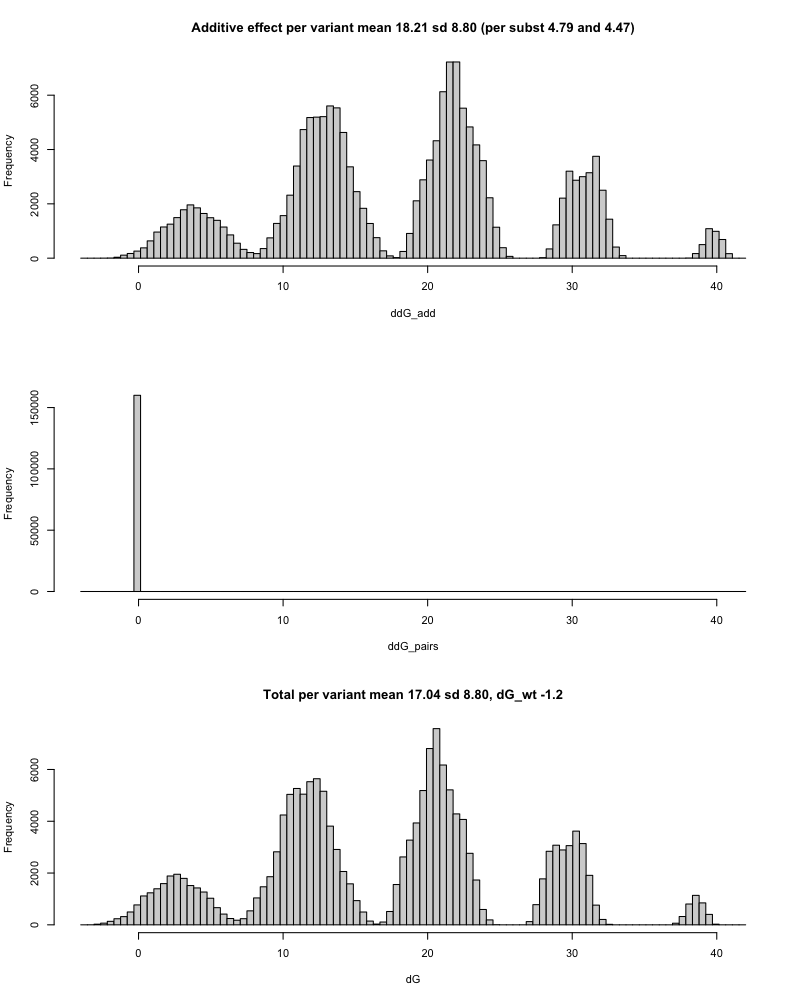 Additive effect per variant mean 18.21 sd 8.80 (per subst 4.79 and 4.47)
Frequency
6000
4000
2000
0
0 10 20 30 40
ddG_add
Frequency
150000
100000
50000
0
0 10 20 30 40
ddG_pairs
Total per variant mean 17.04 sd 8.80, dG_wt -1.2
Frequency
6000
4000
2000
0
0 10 20 30 40
dG